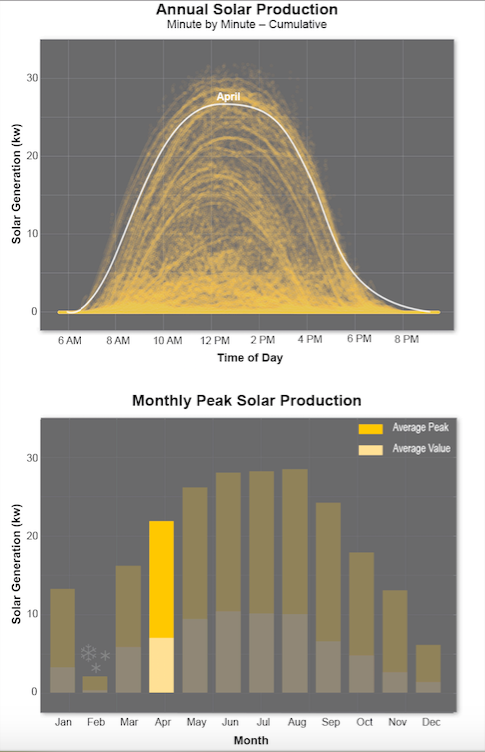 Annual Solar Production
Minute by Minute – Cumulative
Solar Generation (kw)
30
20
10
0
April
6 AM 8 AM 10 AM 12 PM 2 PM 4 PM 6 PM 8 PM
Time of Day
Monthly Peak Solar Production
Average Peak
Average Value
Solar Generation (kw)
30
20
10
0
Jan Feb Mar Apr May Jun Jul Aug Sep Oct Nov Dec
Month